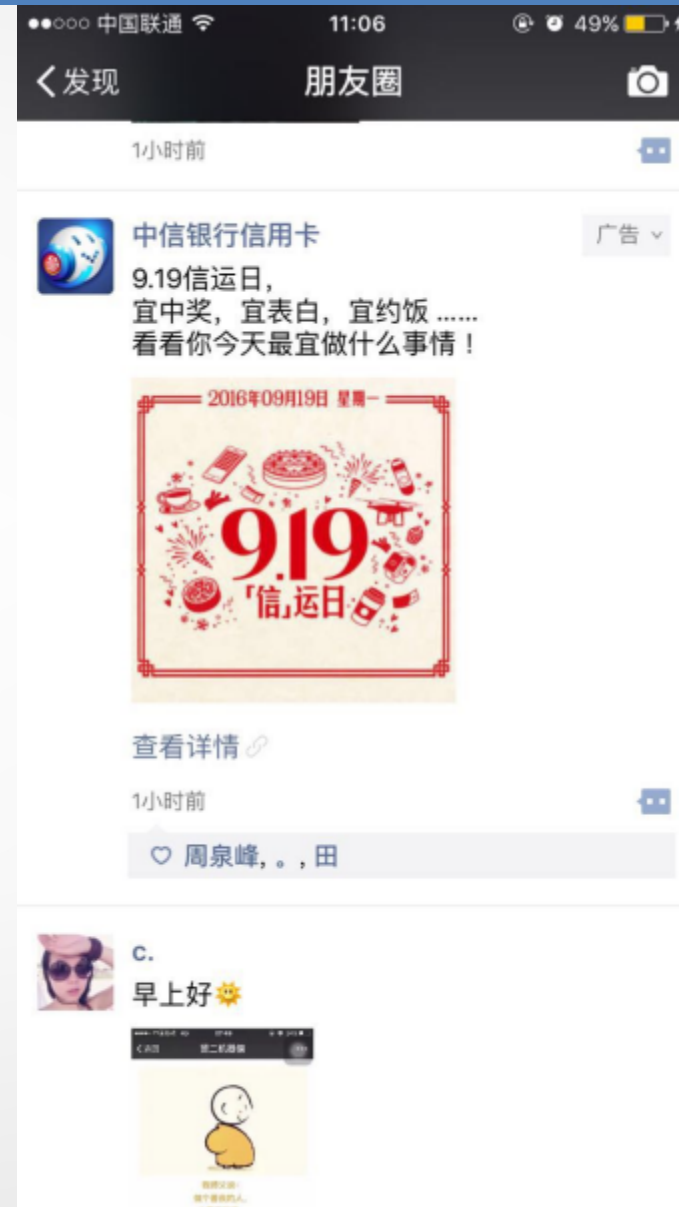 中国联通 11:06 49%
发现 朋友圈
1小时前
中信银行信用卡 广告
9.19信运日,
宜中奖，宜表白，宜约饭 ......
看看你今天最宜做什么事情！
2016年09月19日 星期一
9.19
「信」运日
查看详情
1小时前
周泉峰, 。, 田
c.
早上好